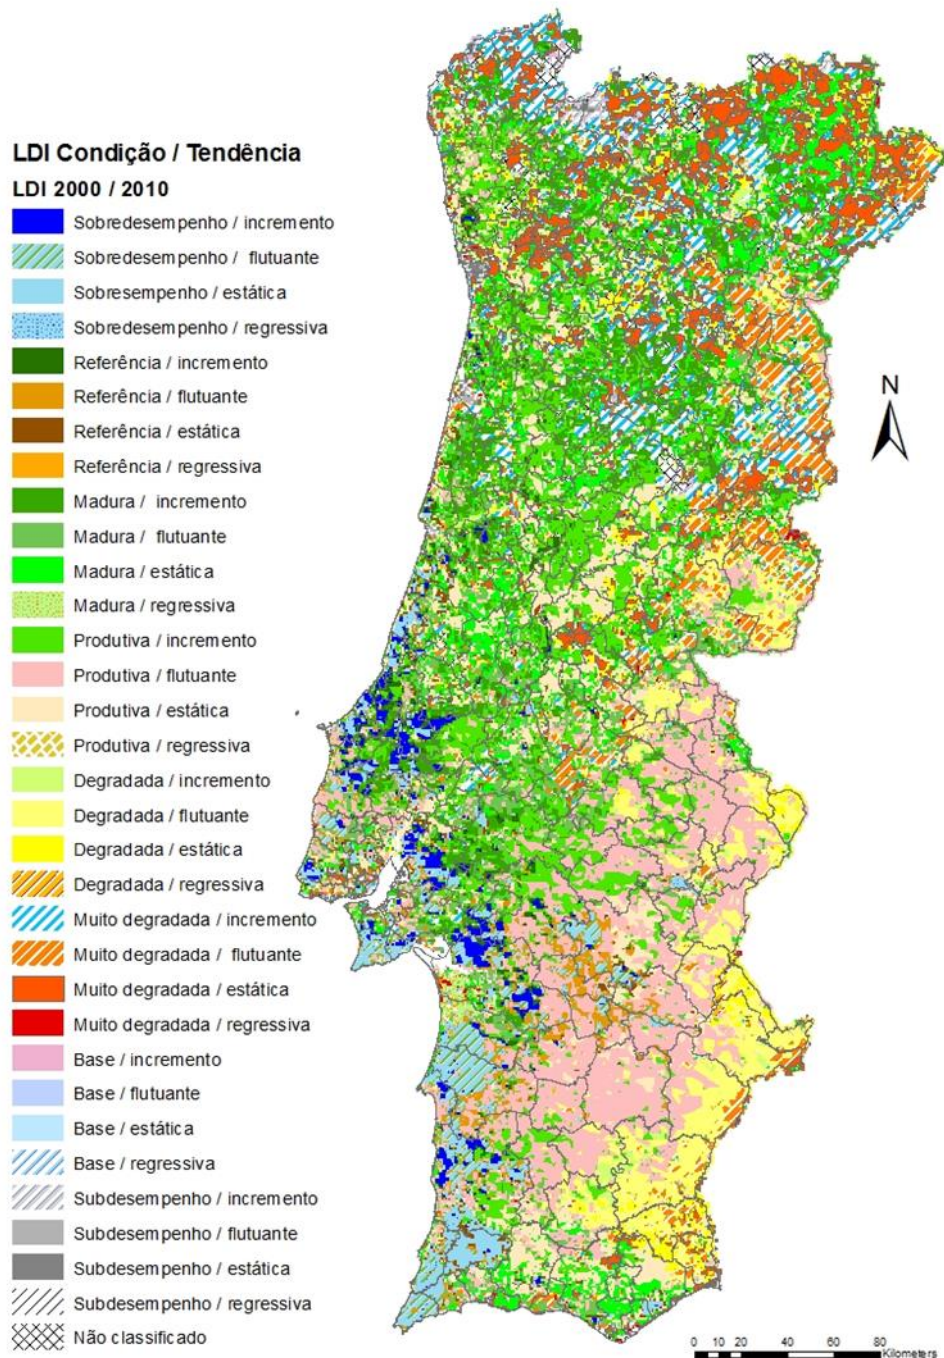 LDI Condição / Tendência
LDI 2000 / 2010
Sobredesempenho / incremento
Sobredesempenho / flutuante
Sobresempenho / estática
Sobredesempenho / regressiva
Referência / incremento
Referência / flutuante
Referência / estática
Referência / regressiva
Madura / incremento
Madura / flutuante
Madura / estática
Madura / regressiva
Produtiva / incremento
Produtiva / flutuante
Produtiva / estática
Produtiva / regressiva
Degradada / incremento
Degradada / flutuante
Degradada / estática
Degradada / regressiva
Muito degradada / incremento
Muito degradada / flutuante
Muito degradada / estática
Muito degradada / regressiva
Base / incremento
Base / flutuante
Base / estática
Base / regressiva
Subdesempenho / incremento
Subdesempenho / flutuante
Subdesempenho / estática
Subdesempenho / regressiva
Não classificado
N
0 10 20 40 60 80
Kilometers